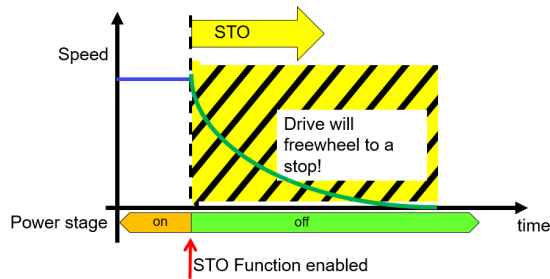 STO
Speed
Drive will
freewheel to a
stop!
Power stage
on
off
time
STO Function enabled